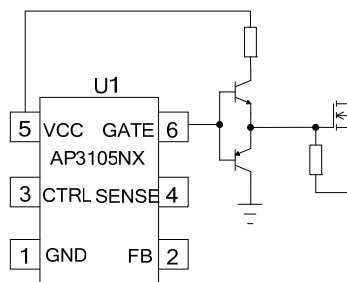 U1
5 VCC GATE 6
AP3105NX
3 CTRL SENSE 4
1 GND FB 2